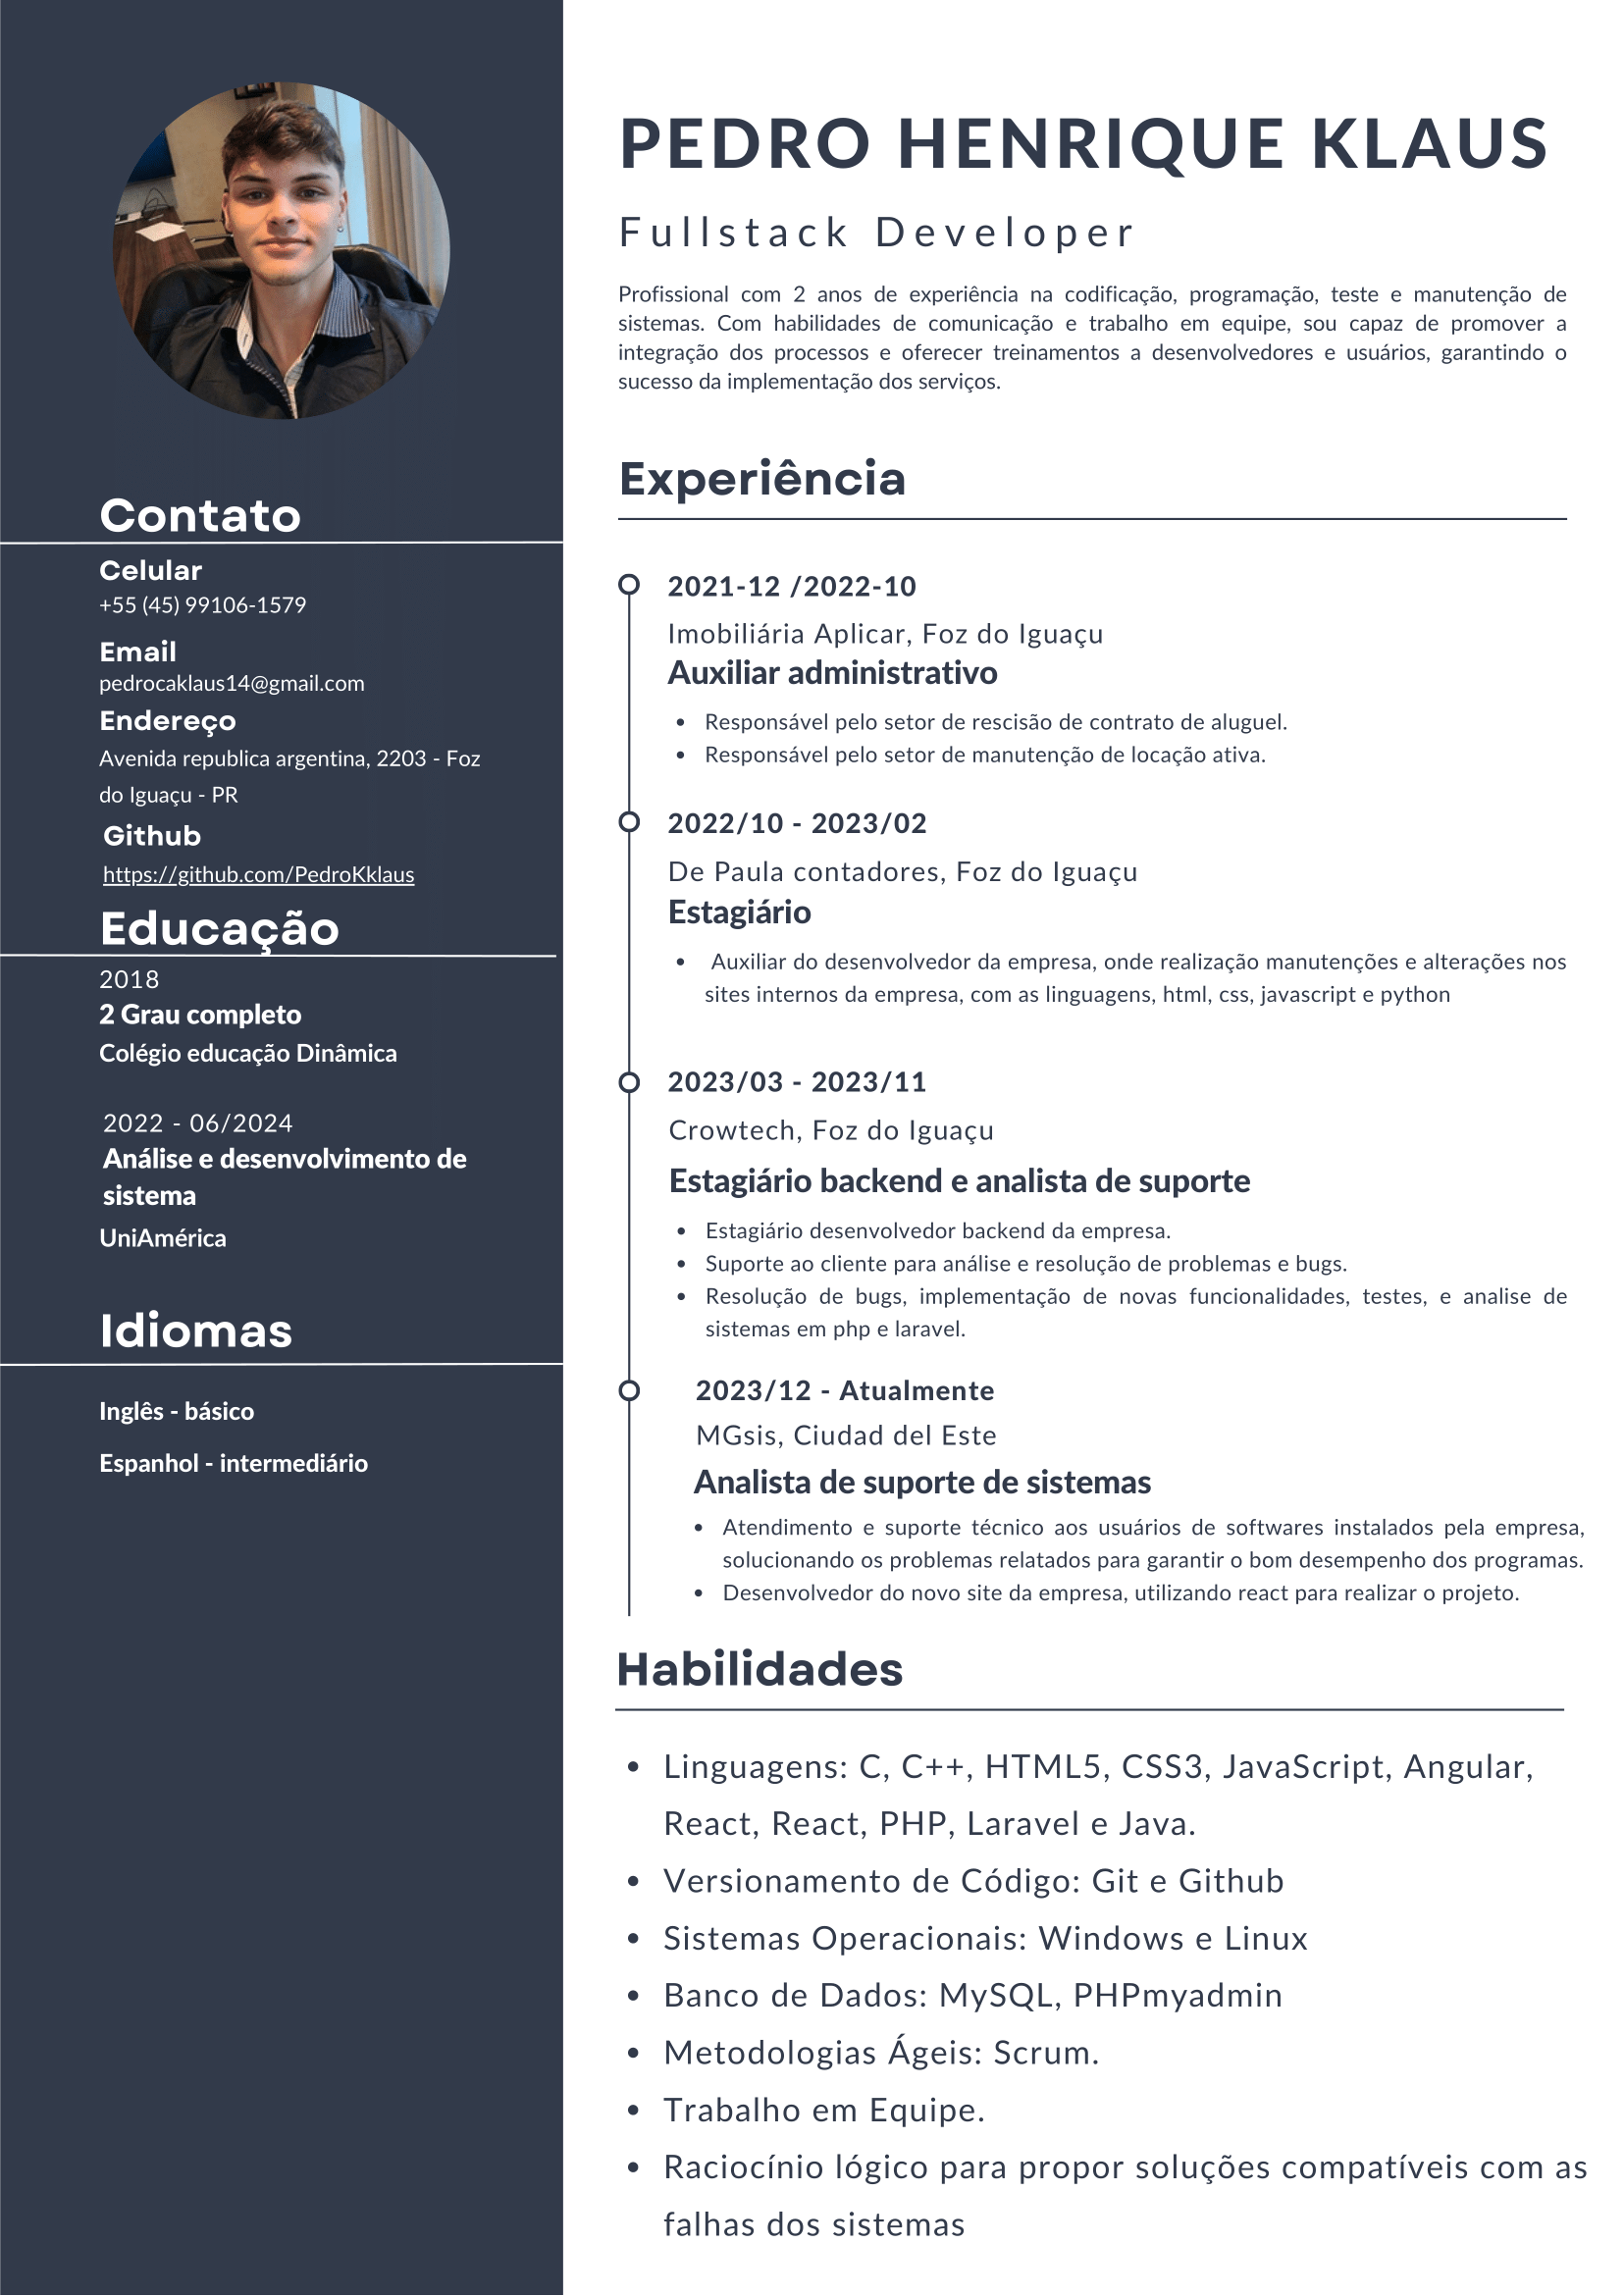 PEDRO HENRIQUE KLAUS
Fullstack Developer
Profissional com 2 anos de experiência na codificação, programação, teste e manutenção de
sistemas. Com habilidades de comunicação e trabalho em equipe, sou capaz de promover a
integração dos processos e oferecer treinamentos a desenvolvedores e usuários, garantindo o
sucesso da implementação dos serviços.
Contato
Celular
+55 (45) 99106-1579
Email
pedrocaklaus14@gmail.com
Endereço
Avenida republica argentina, 2203 - Foz
do Iguaçu - PR
Github
https://github.com/PedroKklaus
Educação
2018
2 Grau completo
Colégio educação Dinâmica
2022 - 06/2024
Análise e desenvolvimento de
sistema
UniAmérica
Idiomas
Inglês - básico
Espanhol - intermediário
Experiência
2021-12 /2022-10
Imobiliária Aplicar, Foz do Iguaçu
Auxiliar administrativo
• Responsável pelo setor de rescisão de contrato de aluguel.
• Responsável pelo setor de manutenção de locação ativa.
2022/10 - 2023/02
De Paula contadores, Foz do Iguaçu
Estagiário
• Auxiliar do desenvolvedor da empresa, onde realização manutenções e alterações nos
sites internos da empresa, com as linguagens, html, css, javascript e python
2023/03 - 2023/11
Crowtech, Foz do Iguaçu
Estagiário backend e analista de suporte
• Estagiário desenvolvedor backend da empresa.
• Suporte ao cliente para análise e resolução de problemas e bugs.
• Resolução de bugs, implementação de novas funcionalidades, testes, e analise de
sistemas em php e laravel.
2023/12 - Atualmente
MGsis, Ciudad del Este
Analista de suporte de sistemas
• Atendimento e suporte técnico aos usuários de softwares instalados pela empresa,
solucionando os problemas relatados para garantir o bom desempenho dos programas.
• Desenvolvedor do novo site da empresa, utilizando react para realizar o projeto.
Habilidades
• Linguagens: C, C++, HTML5, CSS3, JavaScript, Angular,
React, React, PHP, Laravel e Java.
• Versionamento de Código: Git e Github
• Sistemas Operacionais: Windows e Linux
• Banco de Dados: MySQL, PHPmyadmin
• Metodologias Ágeis: Scrum.
• Trabalho em Equipe.
• Raciocínio lógico para propor soluções compatíveis com as
falhas dos sistemas